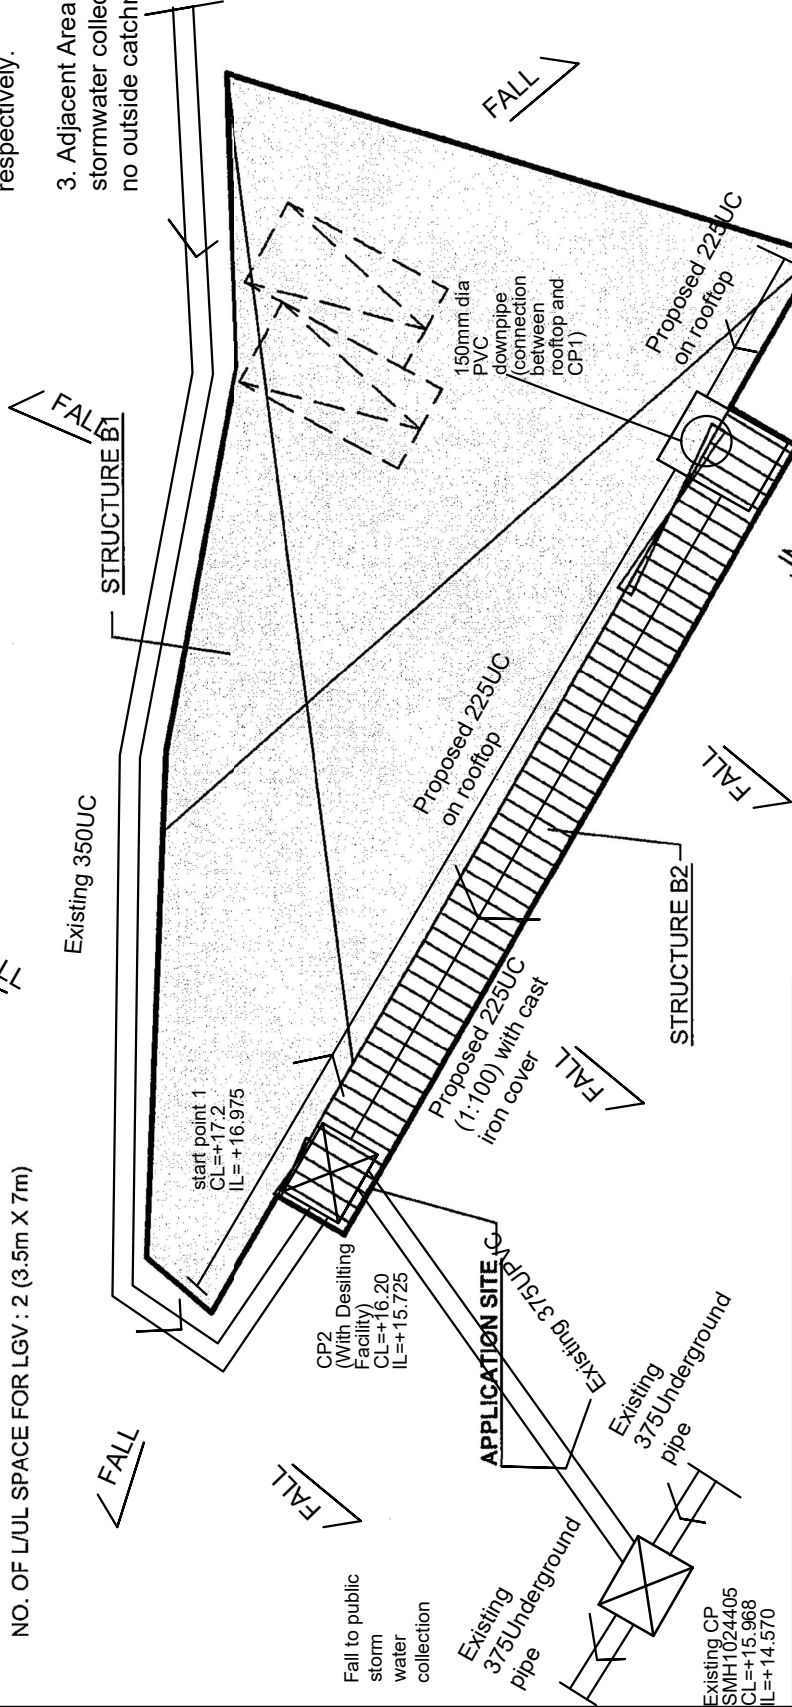 respectively.
3. Adjacent Area
stormwater collec
no outside catchm
NO. OF L/UL SPACE FOR LGV : 2 (3.5m X 7m)
FALL
FALL
STRUCTURE B1
Existing 350UC
150mm dia
PVC
downpipe
(connection
between
rooftop and
CP1)
Proposed 225UC
on rooftop
Proposed 225UC
on rooftop
start point 1
CL=+17.2
IL= +16.975
Proposed 225UC
(1:100) with cast
iron cover
STRUCTURE B2
FALL
FALL
CP2
(With Desilting
Facility)
CL=+16.20
IL=+15.725
APPLICATION SITE
Existing 375UPVC
FALL
FALL
Existing
375Underground
pipe
Existing
375Underground
pipe
Fall to public
storm
water
collection
Existing CP
SMH1024405
CL=+15.968
IL=+14.570